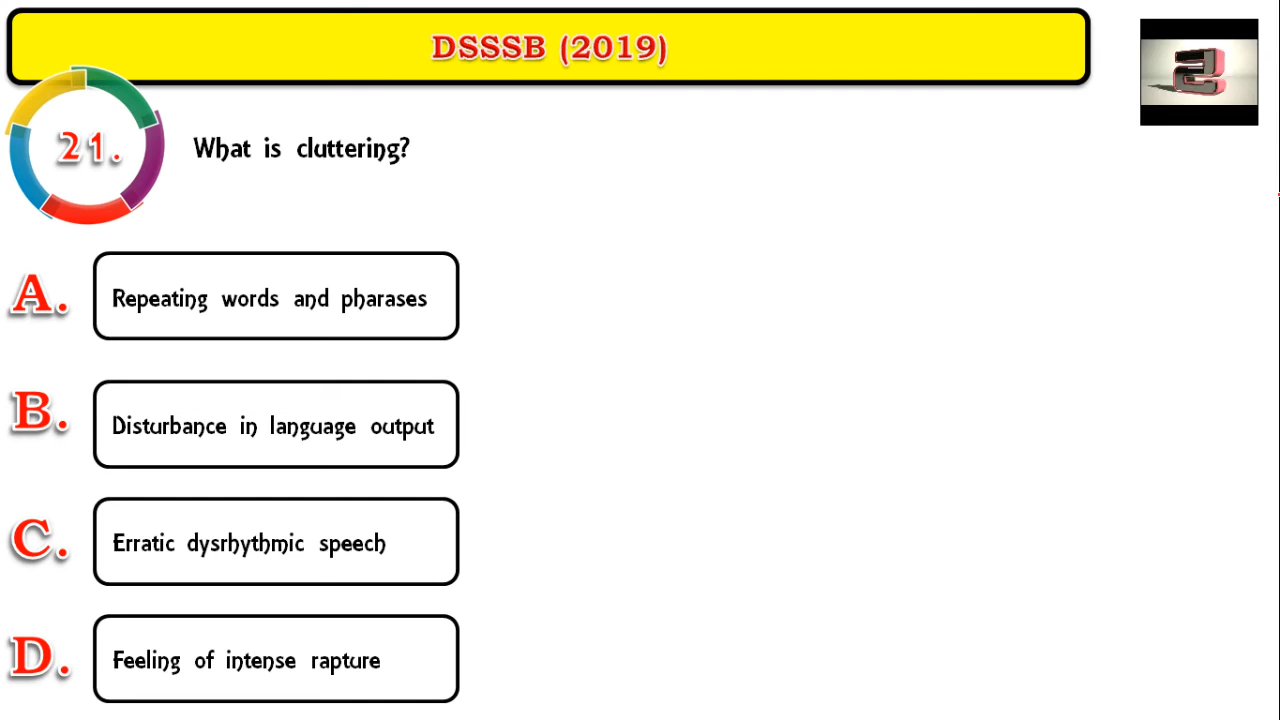 DSSSB (2019)
21.
What is cluttering?
A.
Repeating words and pharases
B.
Disturbance in language output
C.
Erratic dysrhythmic speech
D.
Feeling of intense rapture